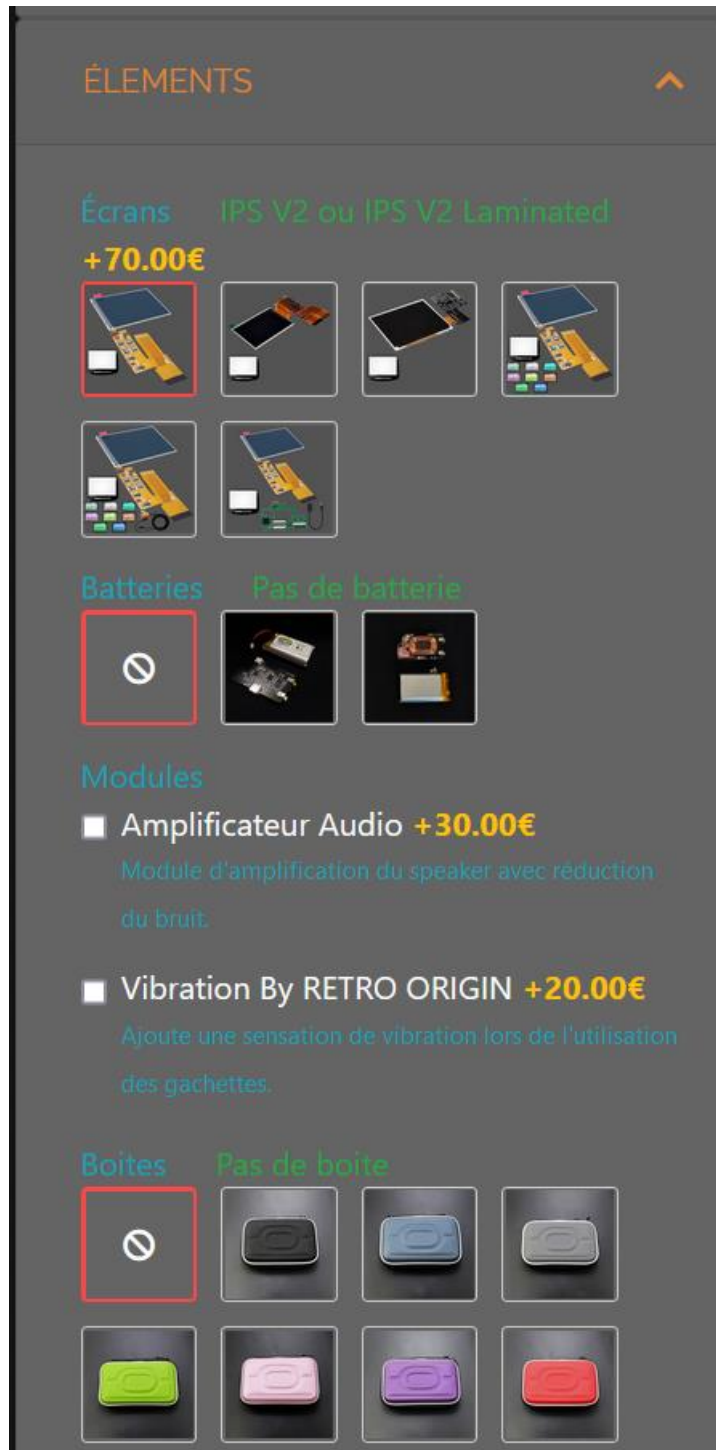 ÉLEMENTS
Écrans IPS V2 ou IPS V2 Laminated
+70.00€
Batteries Pas de batterie
Modules
Amplificateur Audio +30.00€
Module d'amplification du speaker avec réduction
du bruit.
Vibration By RETRO ORIGIN +20.00€
Ajoute une sensation de vibration lors de l'utilisation
des gachettes.
Boites Pas de boite